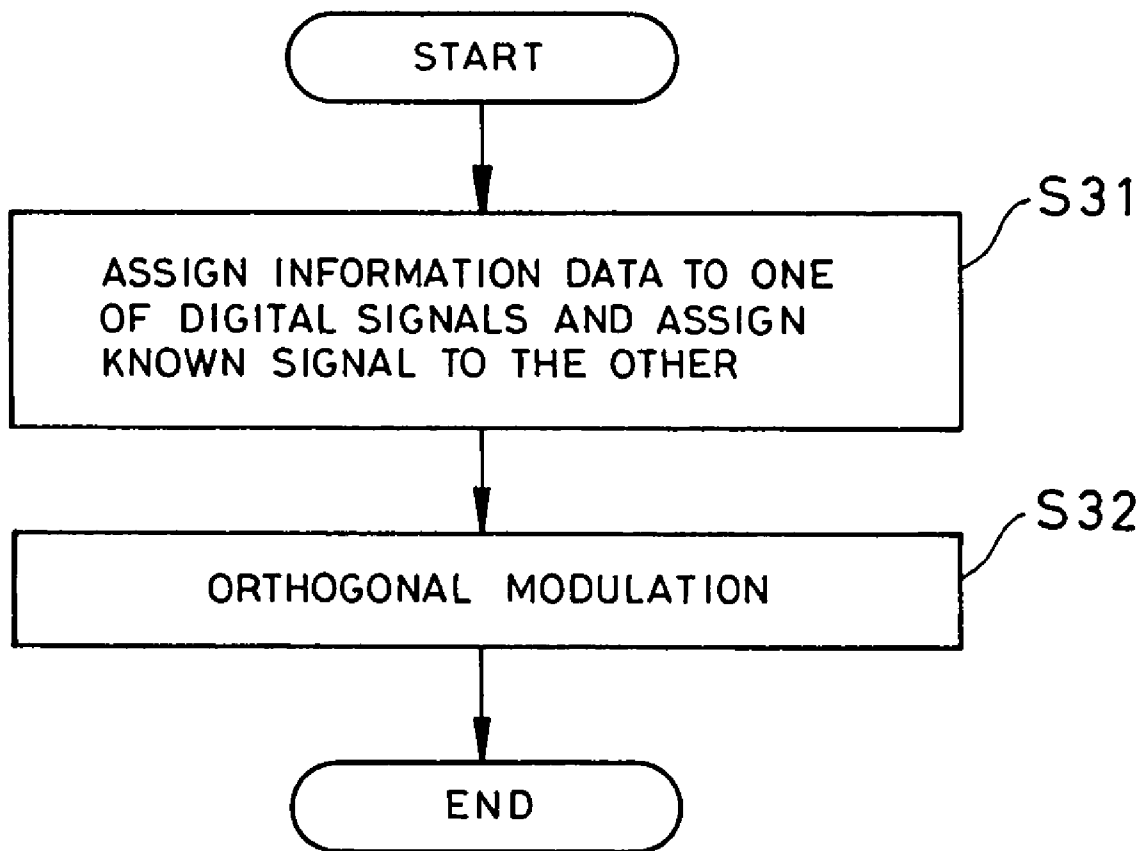 START
S31
ASSIGN INFORMATION DATA TO ONE
OF DIGITAL SIGNALS AND ASSIGN
KNOWN SIGNAL TO THE OTHER
S32
ORTHOGONAL MODULATION
END